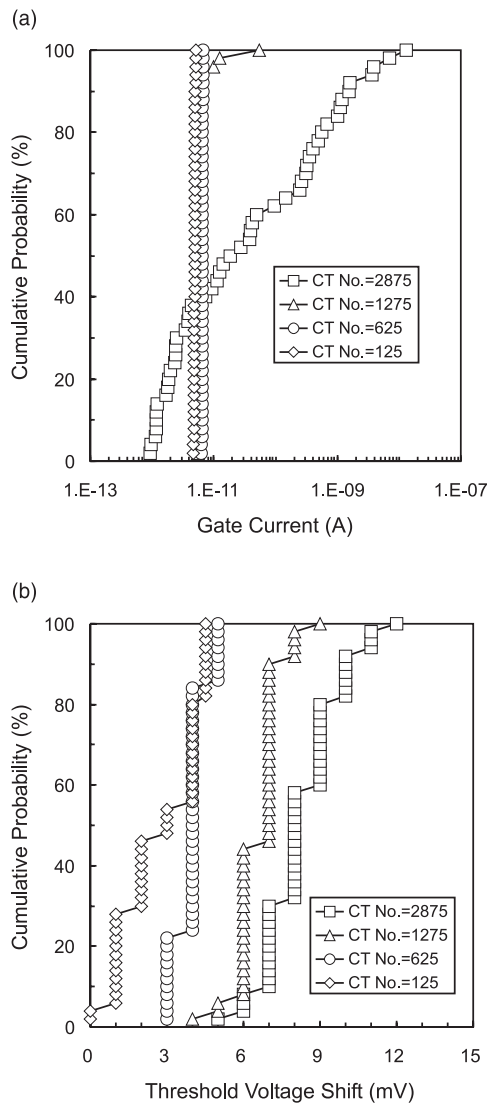 (a)
Cumulative Probability (%)
100
80
60
40
20
0
CT No.=2875
CT No.=1275
CT No.=625
CT No.=125
1.E-13
1.E-11
1.E-09
1.E-07
Gate Current (A)
(b)
Cumulative Probability (%)
100
80
60
40
20
0
CT No.=2875
CT No.=1275
CT No.=625
CT No.=125
0
3
6
9
12
15
Threshold Voltage Shift (mV)